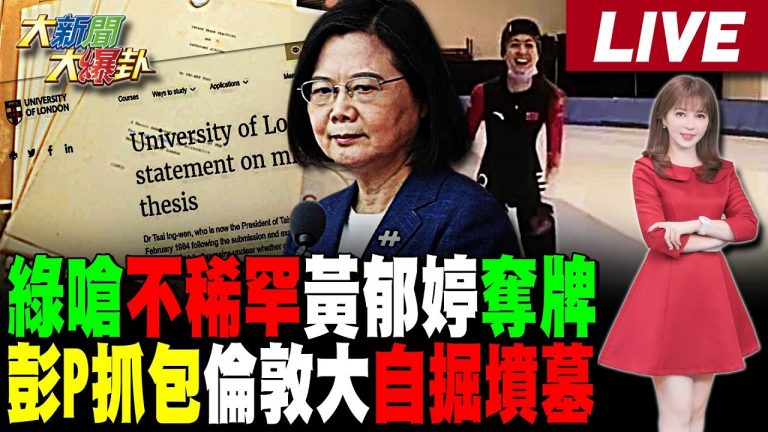 大新聞
大爆卦
LIVE
UNIVERSITY
OF LONDON
Courses
Ways to study
Applications
University of Lo
statement on mi
thesis
Dr Tsai Ing-wen, who is now the President of Tai
February 1984 following the submission and ex
綠嗆不稀罕黃郁婷奪牌
彭P抓包倫敦大自掘墳墓